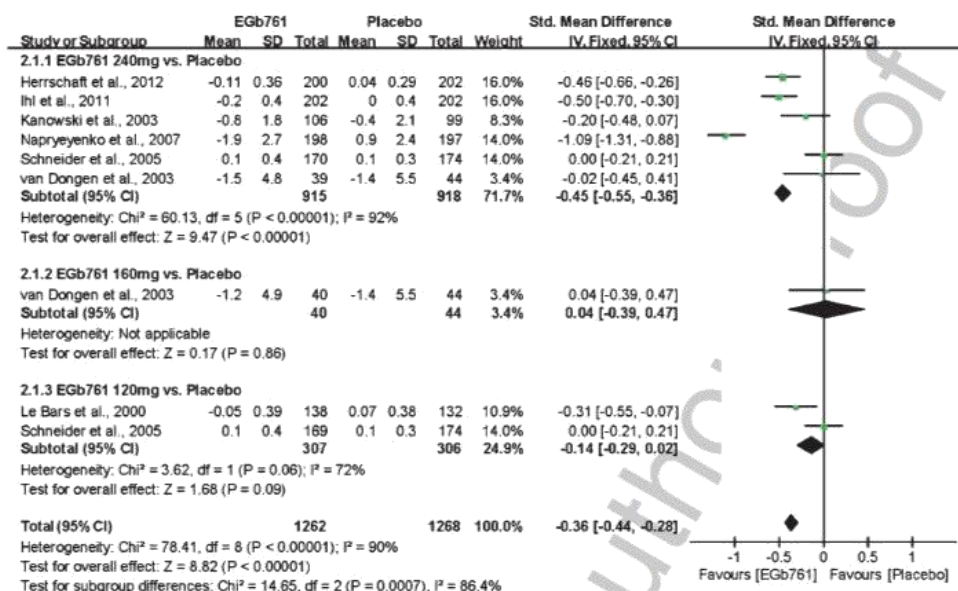 EGb761 Placebo Std. Mean Difference Std. Mean Difference
Study or Subgroup Mean SD Total Mean SD Total Weight IV, Fixed, 95% CI IV, Fixed, 95% CI
2.1.1 EGb761 240mg vs. Placebo
Herrschaft et al., 2012 -0.11 0.36 200 0.04 0.29 202 16.0% -0.46 [-0.66, -0.26]
Ihl et al., 2011 -0.2 0.4 202 0 0.4 202 16.0% -0.50 [-0.70, -0.30]
Kanowski et al., 2003 -0.8 1.8 106 -0.4 2.1 99 8.3% -0.20 [-0.48, 0.07]
Napryeyenko et al., 2007 -1.9 2.7 198 0.9 2.4 197 14.0% -1.09 [-1.31, -0.88]
Schneider et al., 2005 0.1 0.4 170 0.1 0.3 174 14.0% 0.00 [-0.21, 0.21]
van Dongen et al., 2003 -1.5 4.8 39 -1.4 5.5 44 3.4% -0.02 [-0.45, 0.41]
Subtotal (95% CI) 915 918 71.7% -0.45 [-0.55, -0.36]
Heterogeneity: Chi² = 60.13, df = 5 (P < 0.00001); I² = 92%
Test for overall effect: Z = 9.47 (P < 0.00001)
2.1.2 EGb761 160mg vs. Placebo
van Dongen et al., 2003 -1.2 4.9 40 -1.4 5.5 44 3.4% 0.04 [-0.39, 0.47]
Subtotal (95% CI) 40 44 3.4% 0.04 [-0.39, 0.47]
Heterogeneity: Not applicable
Test for overall effect: Z = 0.17 (P = 0.86)
2.1.3 EGb761 120mg vs. Placebo
Le Bars et al., 2000 -0.05 0.39 138 0.07 0.38 132 10.9% -0.31 [-0.55, -0.07]
Schneider et al., 2005 0.1 0.4 169 0.1 0.3 174 14.0% 0.00 [-0.21, 0.21]
Subtotal (95% CI) 307 306 24.9% -0.14 [-0.29, 0.02]
Heterogeneity: Chi² = 3.62, df = 1 (P = 0.06); I² = 72%
Test for overall effect: Z = 1.68 (P = 0.09)
Total (95% CI) 1262 1268 100.0% -0.36 [-0.44, -0.28]
Heterogeneity: Chi² = 78.41, df = 8 (P < 0.00001); I² = 90%
Test for overall effect: Z = 8.82 (P < 0.00001)
Test for subgroup differences: Chi² = 14.65, df = 2 (P = 0.0007), I² = 86.4%
-1 -0.5 0 0.5 1
Favours [EGb761] Favours [Placebo]